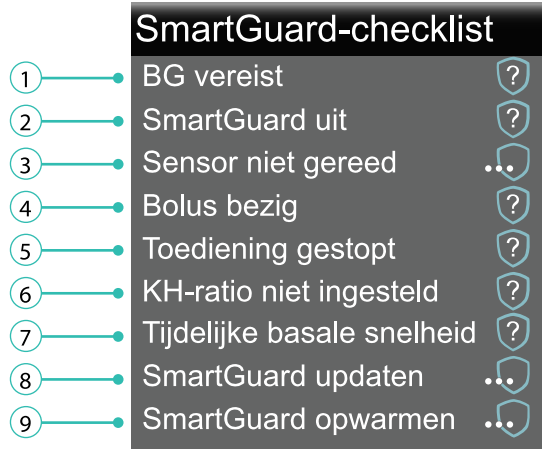 SmartGuard-checklist
1 BG vereist ?
2 SmartGuard uit ?
3 Sensor niet gereed ...
4 Bolus bezig ?
5 Toediening gestopt ?
6 KH-ratio niet ingesteld ?
7 Tijdelijke basale snelheid ?
8 SmartGuard updaten ...
9 SmartGuard opwarmen ...